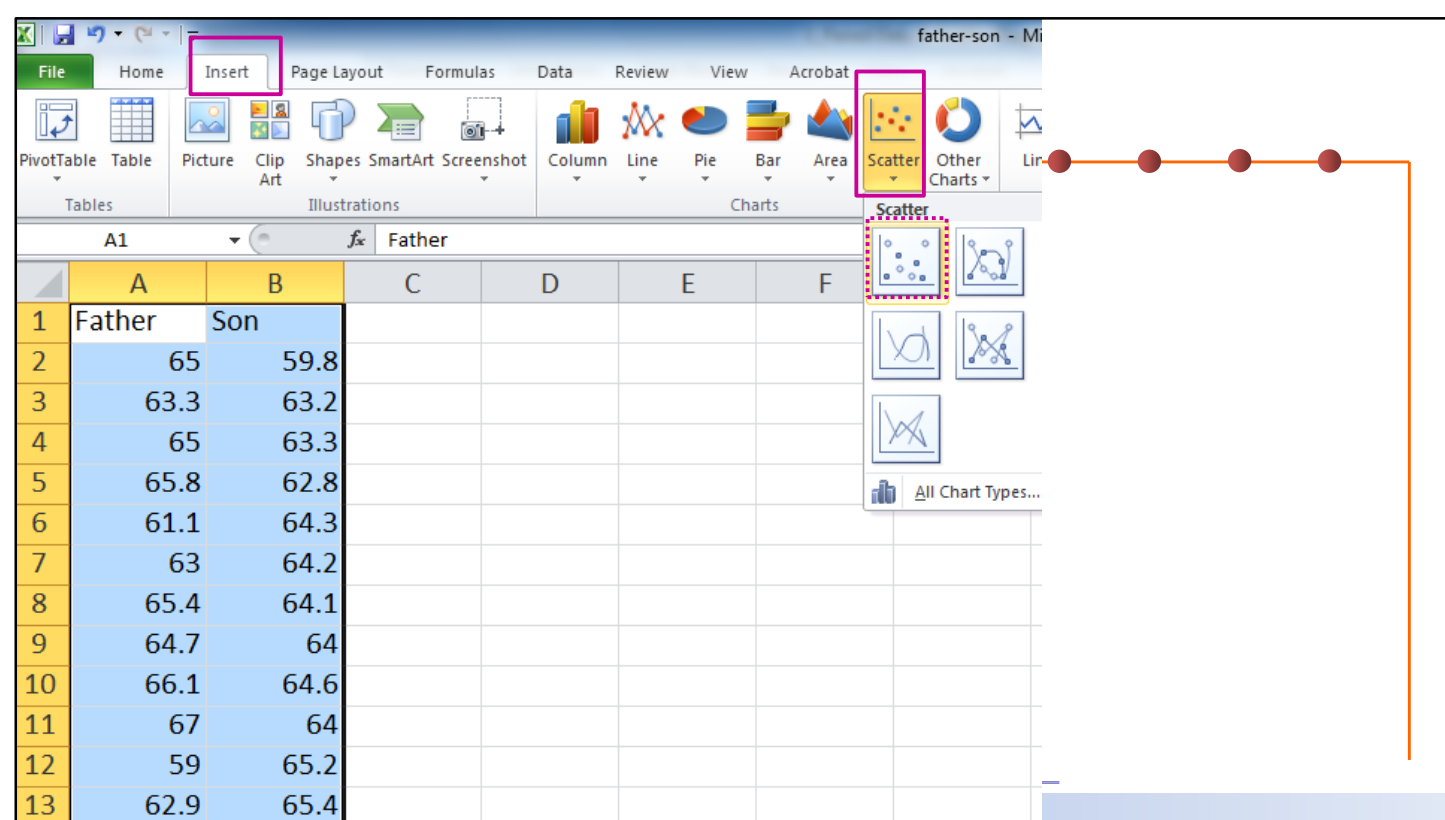 father-son - Mi
File Home Insert Page Layout Formulas Data Review View Acrobat
PivotTable Table Picture Clip Art Shapes SmartArt Screenshot Column Line Pie Bar Area Scatter Other Charts Lin
Tables Illustrations Charts
Scatter
A1 fx Father
A B C D E F
1 Father Son
2 65 59.8
3 63.3 63.2
4 65 63.3
5 65.8 62.8
All Chart Types...
6 61.1 64.3
7 63 64.2
8 65.4 64.1
9 64.7 64
10 66.1 64.6
11 67 64
12 59 65.2
13 62.9 65.4